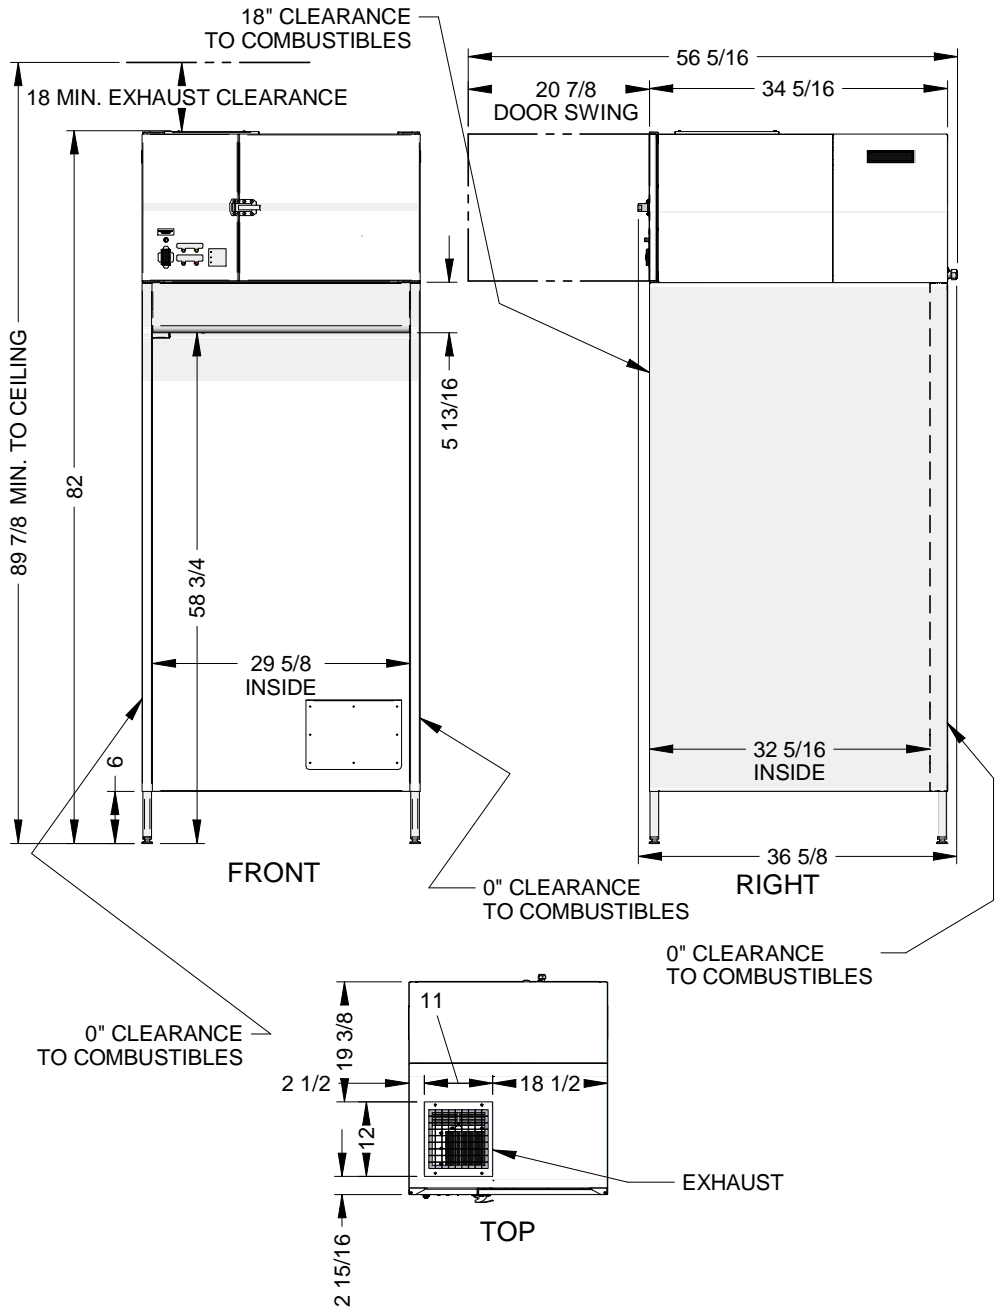 18" CLEARANCE
TO COMBUSTIBLES
56 5/16
18 MIN. EXHAUST CLEARANCE
20 7/8
DOOR SWING
34 5/16
89 7/8 MIN. TO CEILING
82
5 13/16
58 3/4
29 5/8
INSIDE
6
32 5/16
INSIDE
36 5/8
FRONT
RIGHT
0" CLEARANCE
TO COMBUSTIBLES
0" CLEARANCE
TO COMBUSTIBLES
0" CLEARANCE
TO COMBUSTIBLES
11
19 3/8
2 1/2
18 1/2
12
EXHAUST
2 15/16
TOP